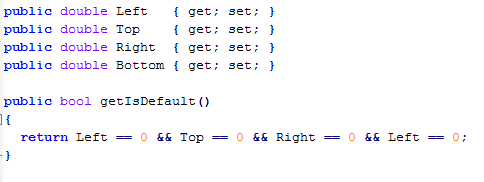 public double Left   { get; set; }
public double Top    { get; set; }
public double Right  { get; set; }
public double Bottom { get; set; }
public bool getIsDefault()
{
  return Left == 0 && Top == 0 && Right == 0 && Left == 0;
}